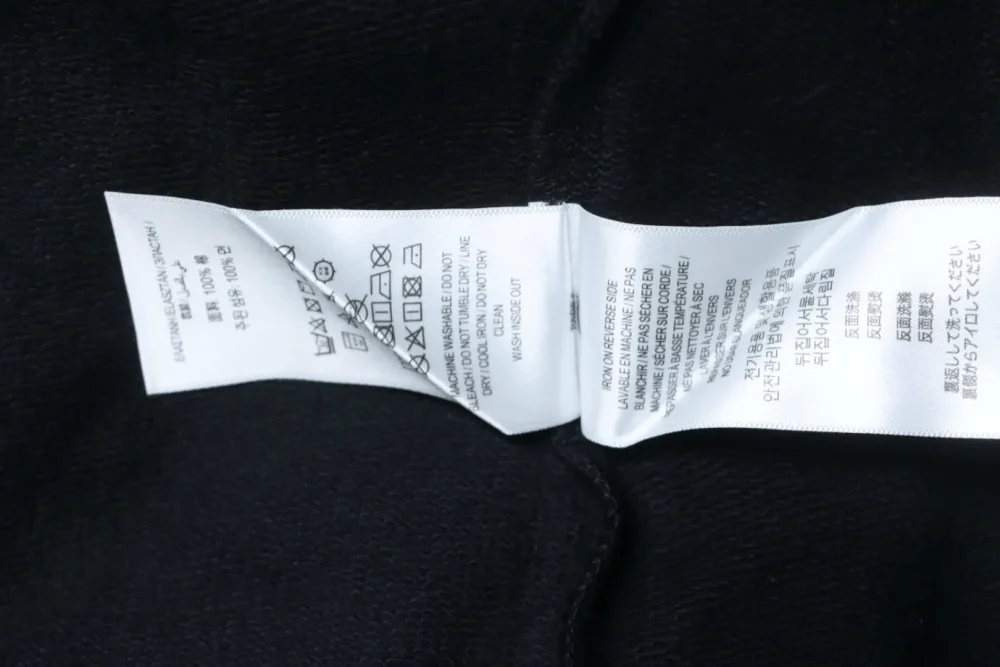 ELASTAN / ЭЛАСТАН /
面料:100% 棉
주된섬유:100% 면
MACHINE WASHABLE / DO NOT
BLEACH / DO NOT TUMBLE DRY / LINE
DRY / COOL IRON / DO NOT DRY
CLEAN
WASH INSIDE OUT
IRON ON REVERSE SIDE
LAVABLE EN MACHINE / NE PAS
BLANCHIR / NE PAS SÉCHER EN
MACHINE / SÉCHER SUR CORDE /
REPASSER À BASSE TEMPÉRATURE /
NE PAS NETTOYER À SEC
LAVER À L'ENVERS
전기용품 및 생활용품
안전관리법에 의한 품질표시
뒤집어서물세탁
뒤집어서다림질
反面洗涤
反面熨烫
反面洗滌
反面熨燙
裏返しして洗ってください
裏側からアイロしてください